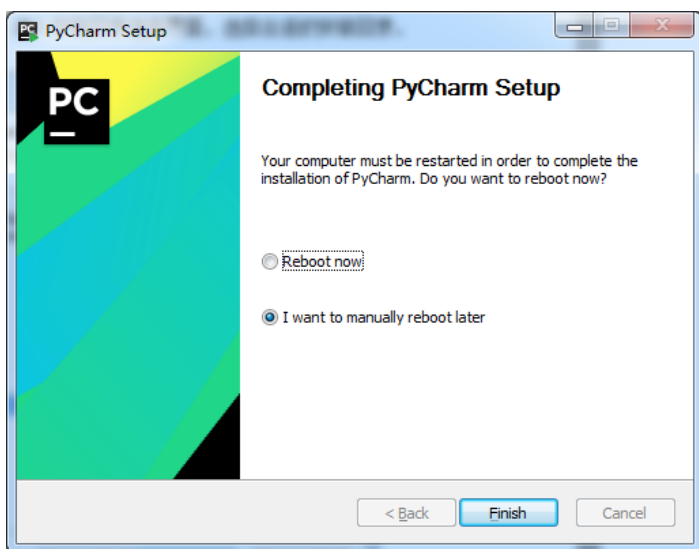 PyCharm Setup
PC
Completing PyCharm Setup
Your computer must be restarted in order to complete the
installation of PyCharm. Do you want to reboot now?
Reboot now
I want to manually reboot later
< Back
Finish
Cancel